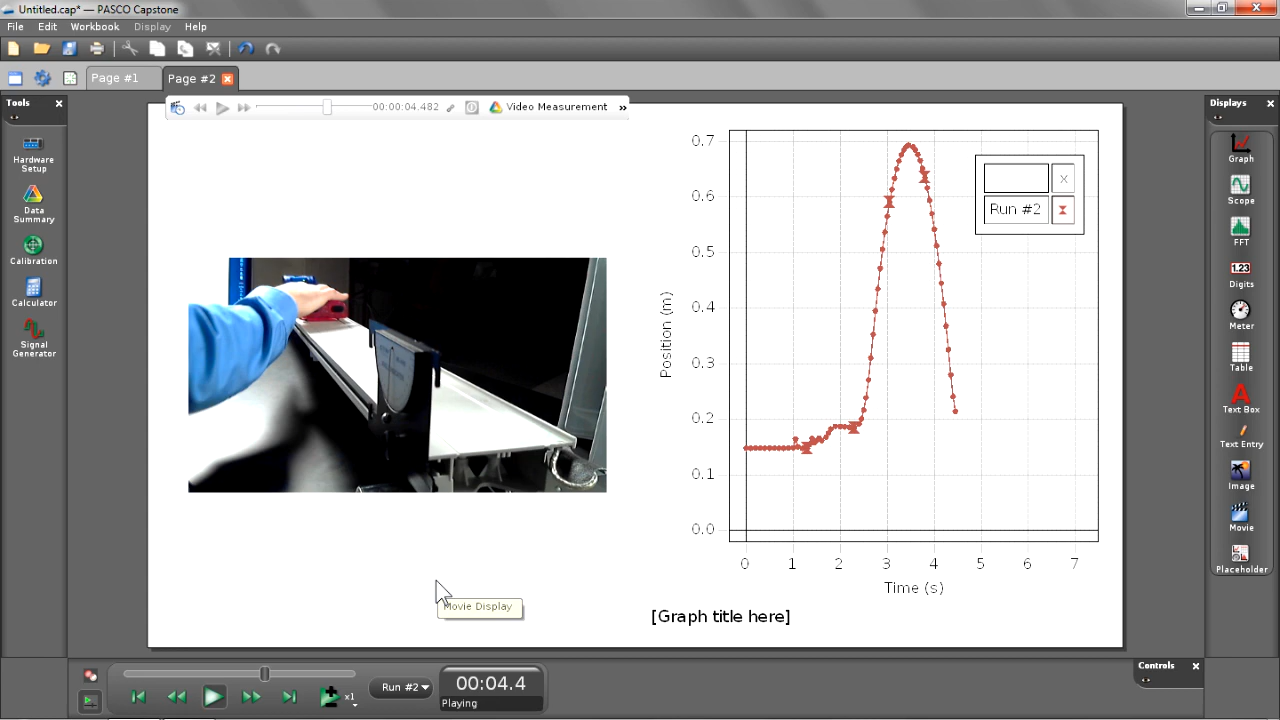 Untitled.cap* — PASCO Capstone
File Edit Workbook Display Help
Page #1 Page #2
Tools
Hardware
Setup
Data
Summary
Calibration
Calculator
Signal
Generator
00:00:04.482 Video Measurement »
Movie Display
0.7
0.6
0.5
0.4
0.3
0.2
0.1
0.0
Position (m)
Run #2
0 1 2 3 4 5 6 7
Time (s)
[Graph title here]
Displays
Graph
Scope
FFT
1.23
Digits
Meter
Table
A
Text Box
Text Entry
Image
Movie
Placeholder
x1
Run #2
00:04.4
Playing
Controls